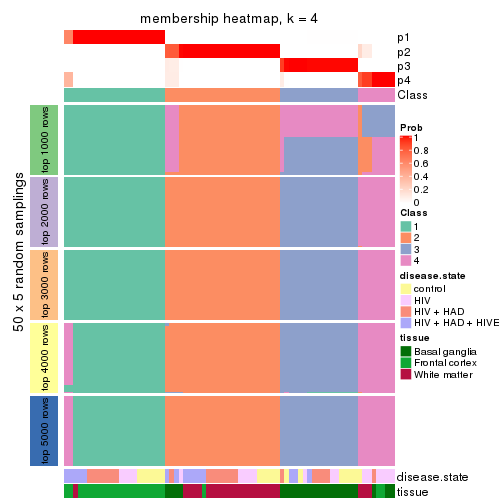 membership heatmap, k = 4
p1
p2
p3
p4
Class
50 x 5 random samplings
top 1000 rows
top 2000 rows
top 3000 rows
top 4000 rows
top 5000 rows
disease.state
tissue
Prob
1
0.8
0.6
0.4
0.2
0
Class
1
2
3
4
disease.state
control
HIV
HIV + HAD
HIV + HAD + HIVE
tissue
Basal ganglia
Frontal cortex
White matter